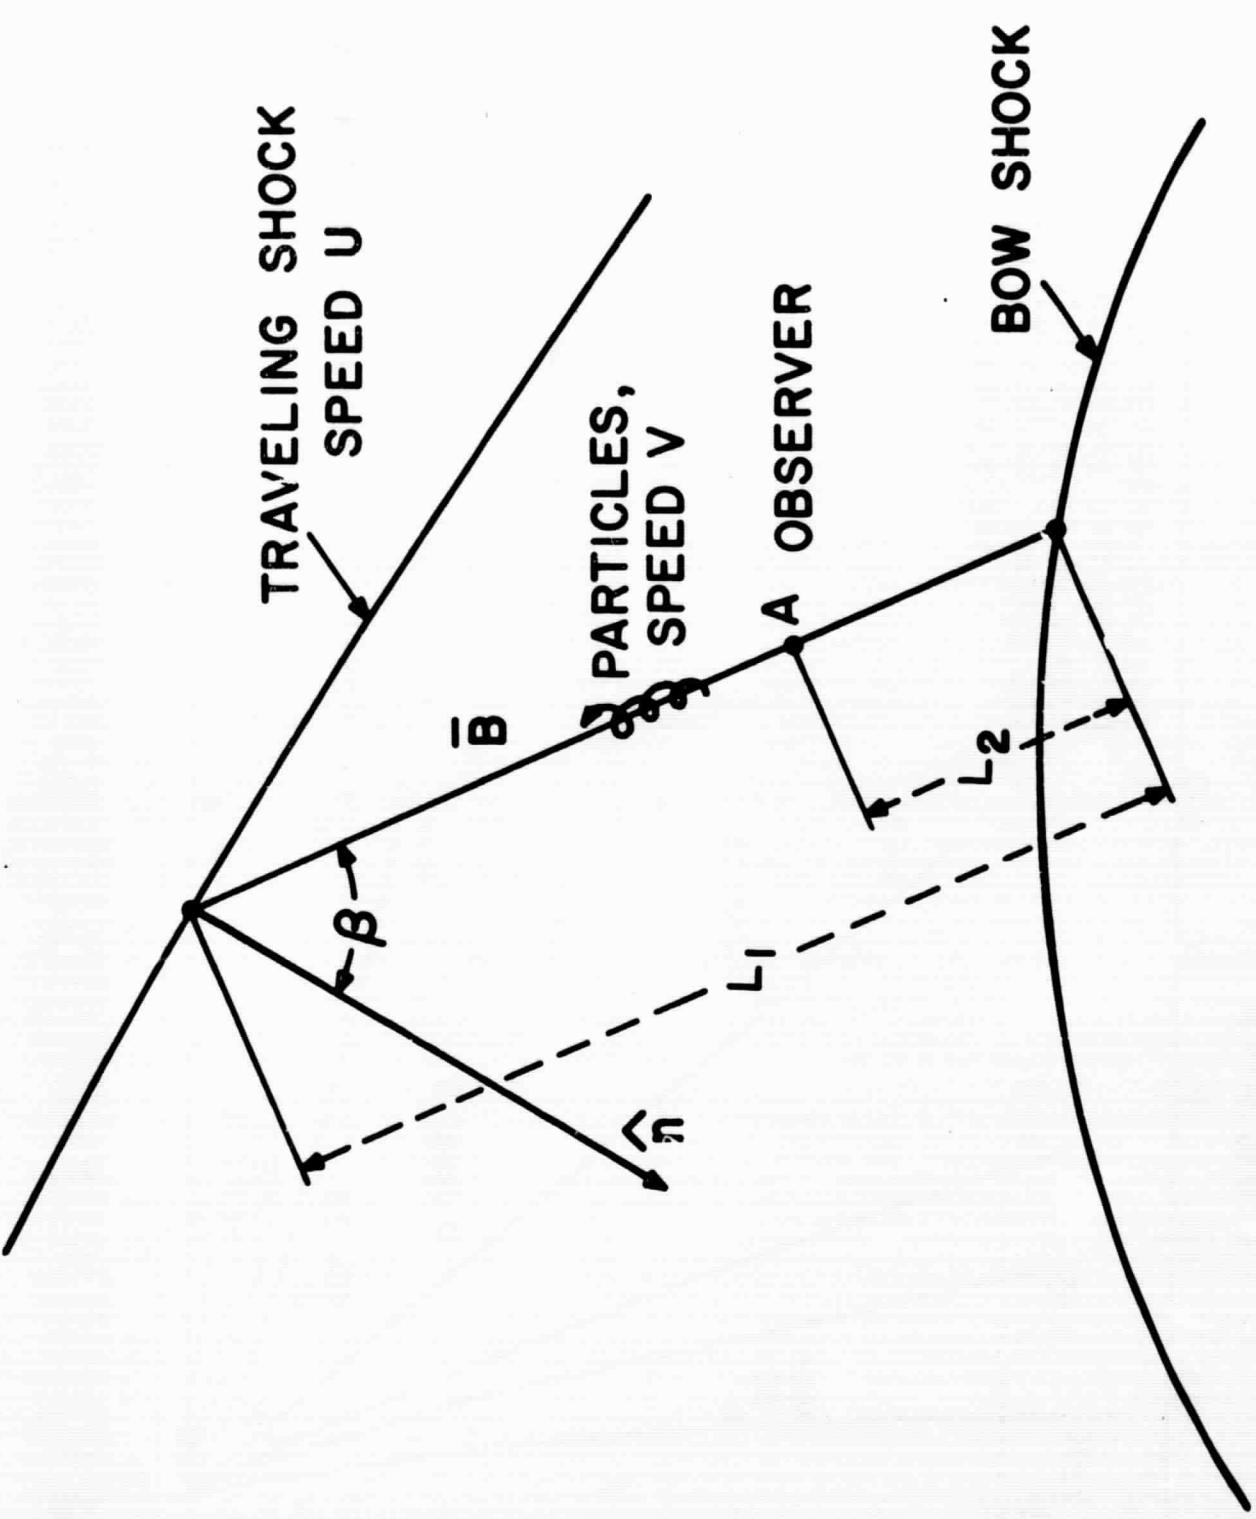 TRAVELING SHOCK
SPEED U
PARTICLES,
SPEED V
B̅
β
n̂
A
OBSERVER
L1
L2
BOW SHOCK